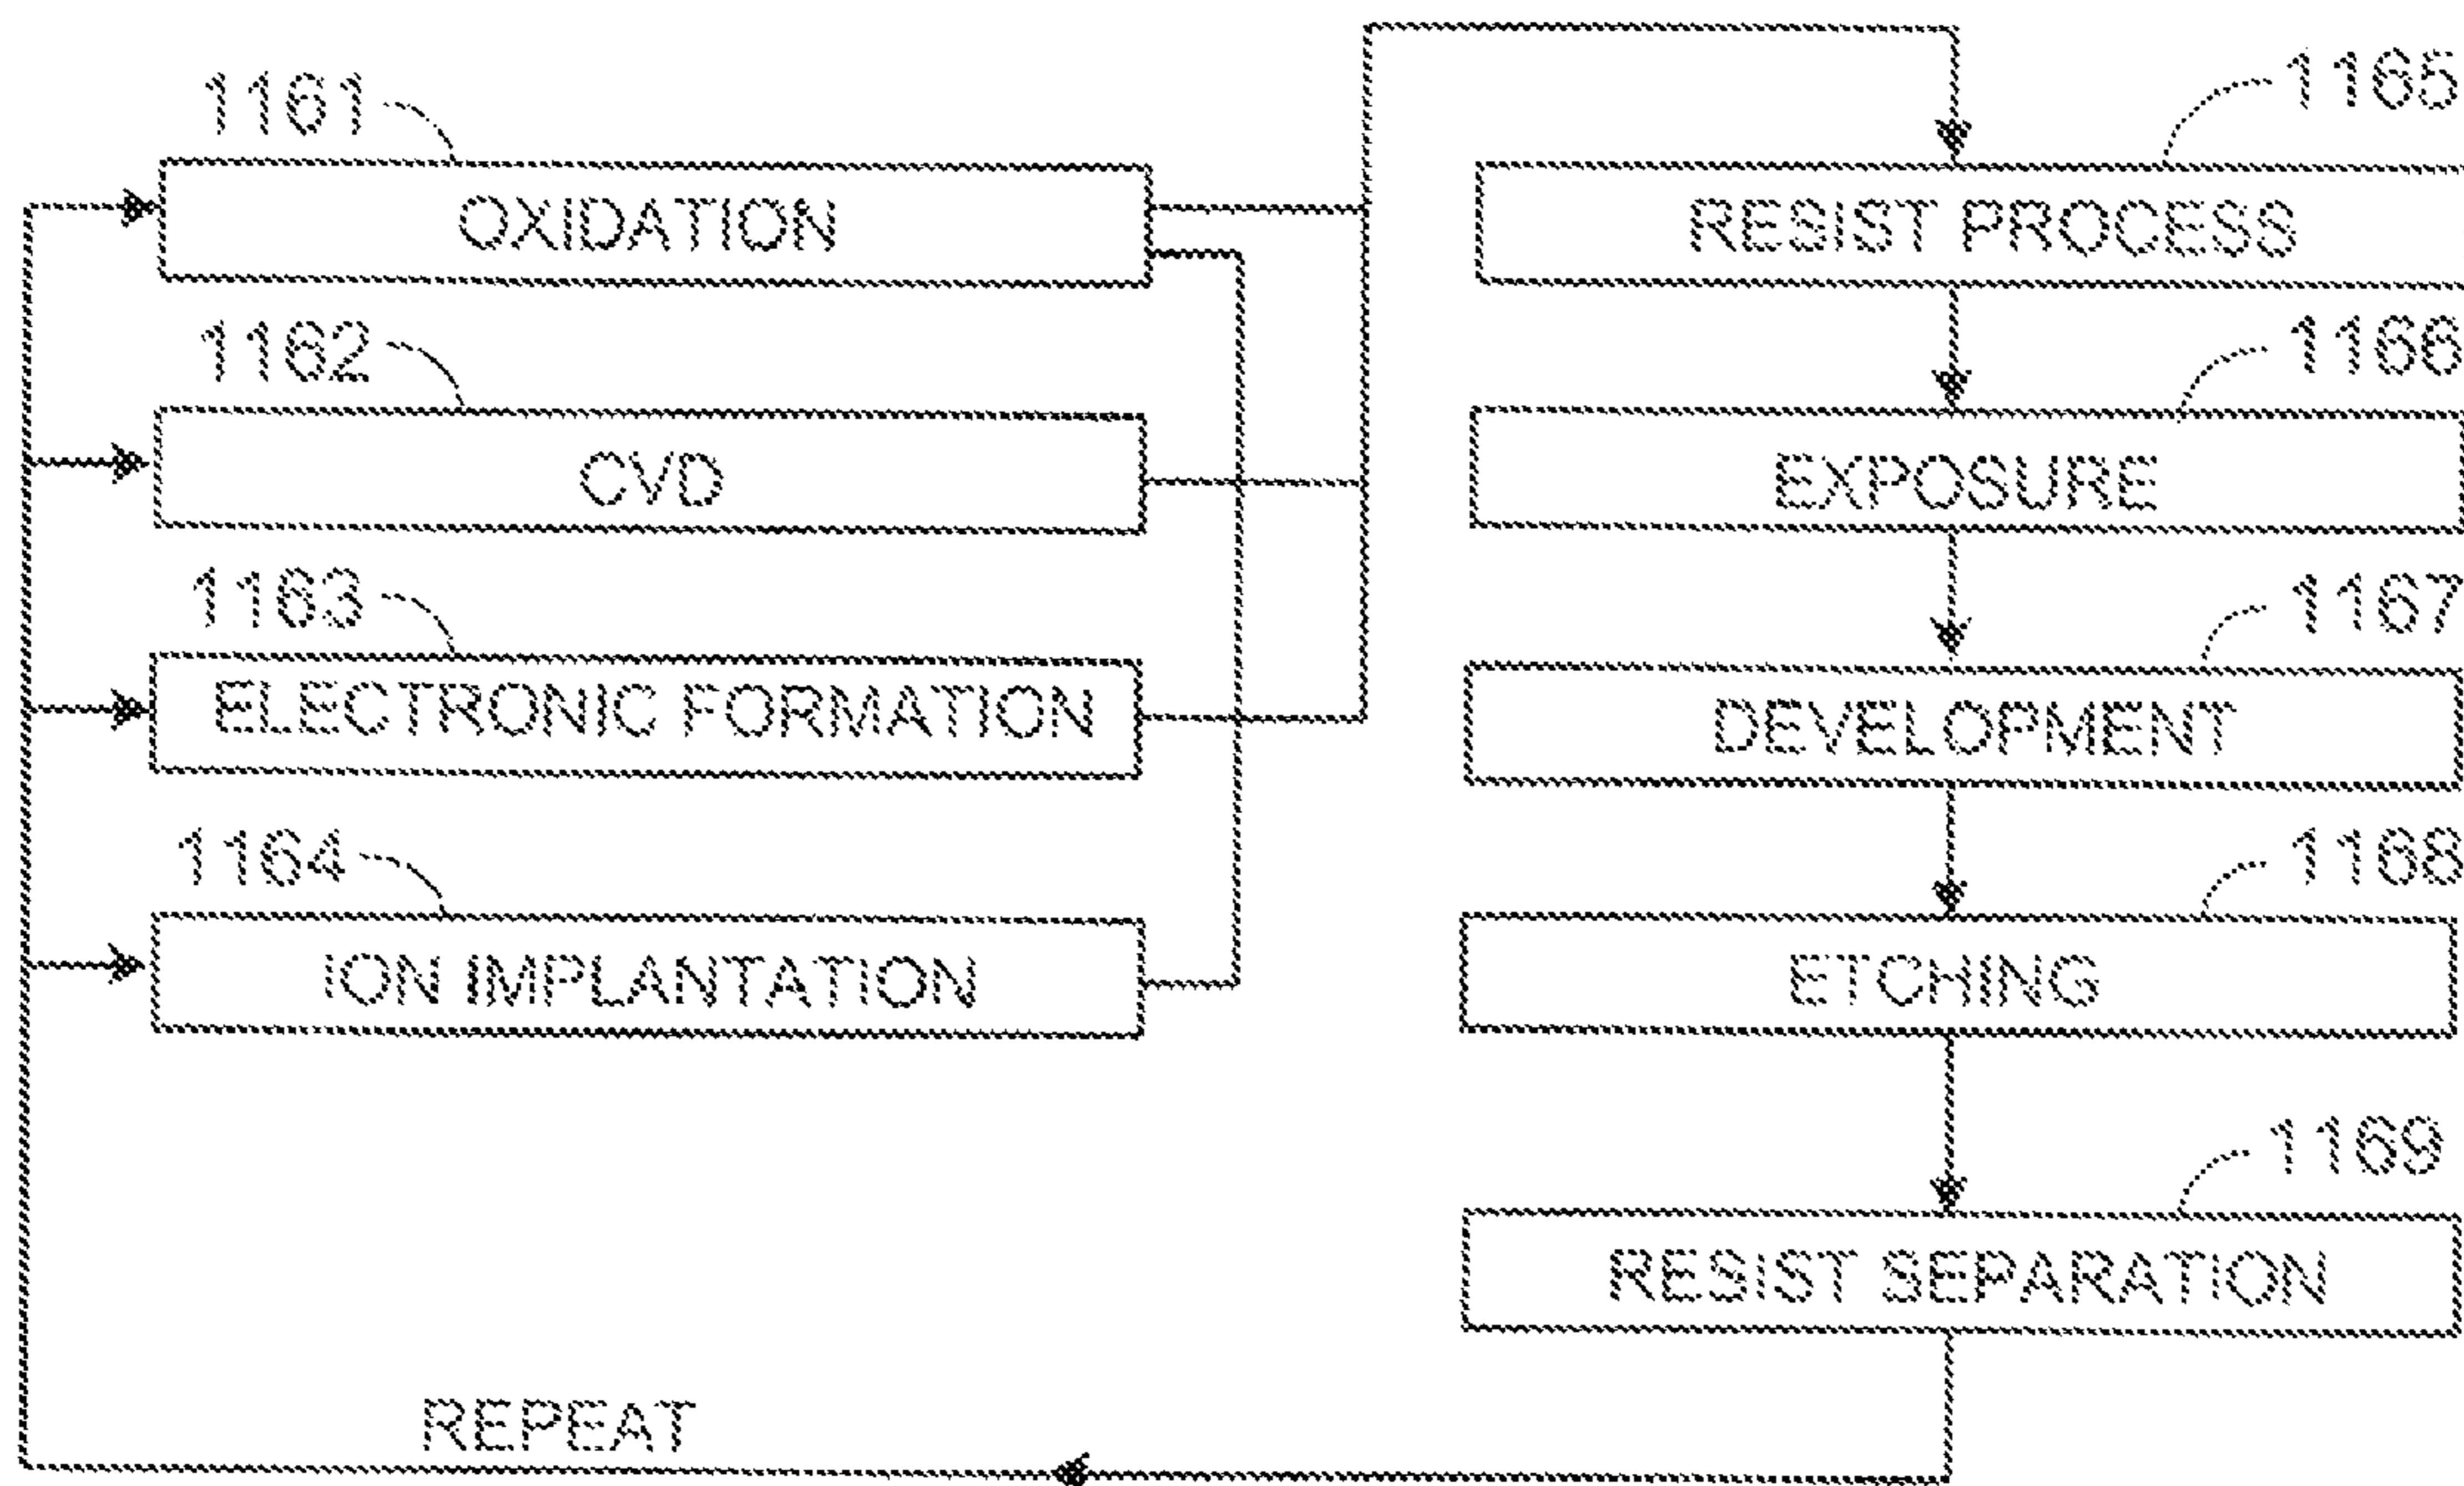 1161
OXIDATION
1162
CVD
1163
ELECTRONIC FORMATION
1164
ION IMPLANTATION
1165
RESIST PROCESS
1166
EXPOSURE
1167
DEVELOPMENT
1168
ETCHING
1169
RESIST SEPARATION
REPEAT